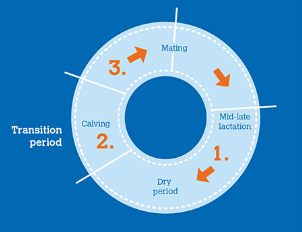 Mating
3.
Mid-late
lactation
Calving
2.
Transition
period
1.
Dry
period